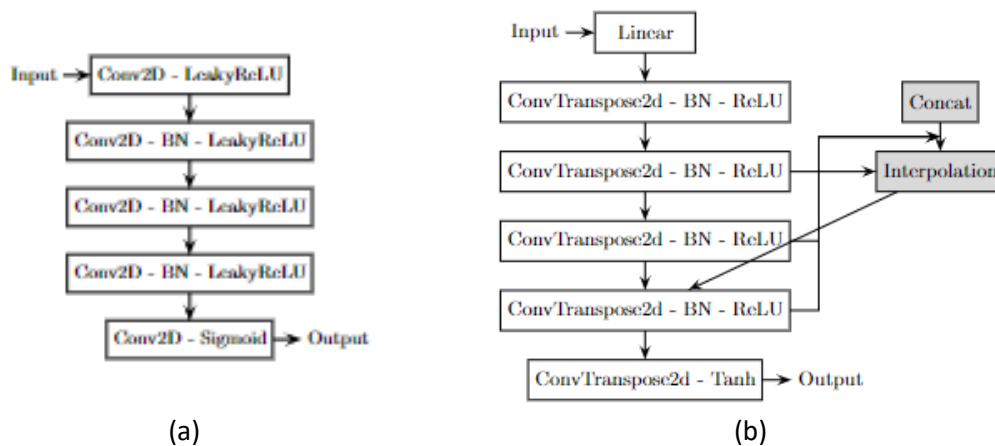 Input
Conv2D - LeakyReLU
Conv2D - BN - LeakyReLU
Conv2D - BN - LeakyReLU
Conv2D - BN - LeakyReLU
Conv2D - Sigmoid
Output
(a)
Input
Linear
ConvTranspose2d - BN - ReLU
Concat
ConvTranspose2d - BN - ReLU
Interpolation
ConvTranspose2d - BN - ReLU
ConvTranspose2d - BN - ReLU
ConvTranspose2d - Tanh
Output
(b)